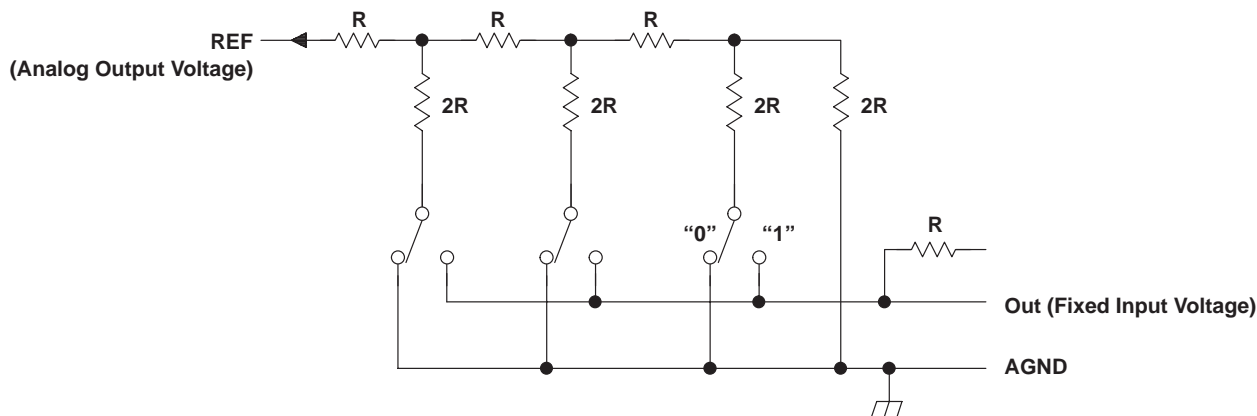 R
R
R
REF
(Analog Output Voltage)
2R
2R
2R
2R
“0”
“1”
R
Out (Fixed Input Voltage)
AGND